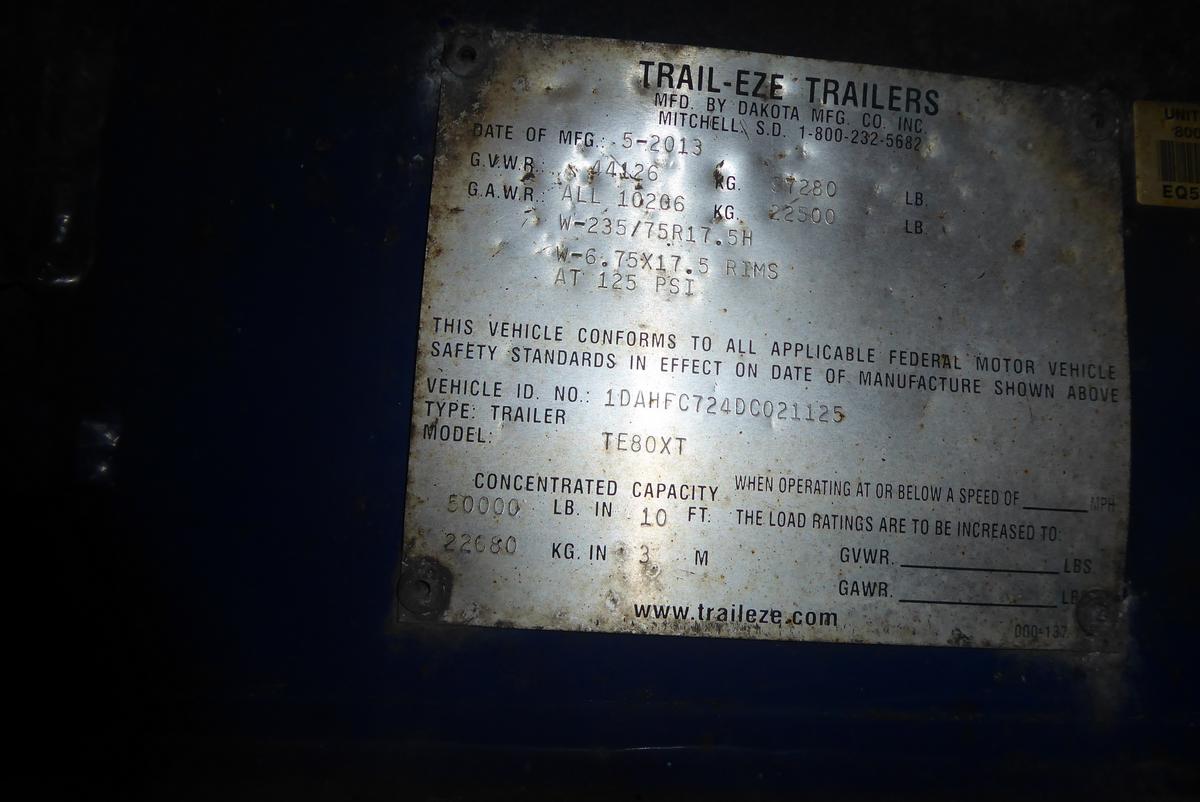 TRAIL-EZE TRAILERS
MFD. BY DAKOTA MFG. CO. INC.
MITCHELL, S.D. 1-800-232-5682
DATE OF MFG.: 5-2013
G.V.W.R.: 44126 KG. LB.
G.A.W.R.: ALL 10206 KG. 22500 LB.
W-235/75R17.5H
W-6.75X17.5 RIMS
AT 125 PSI
THIS VEHICLE CONFORMS TO ALL APPLICABLE FEDERAL MOTOR VEHICLE
SAFETY STANDARDS IN EFFECT ON DATE OF MANUFACTURE SHOWN ABOVE
VEHICLE ID. NO.: 1DAHFC724DC021125
TYPE: TRAILER
MODEL: TE80XT
CONCENTRATED CAPACITY WHEN OPERATING AT OR BELOW A SPEED OF MPH
50000 LB. IN 10 FT. THE LOAD RATINGS ARE TO BE INCREASED TO:
22680 KG. IN 3 M GVWR. LBS
GAWR. LBS
www.traileze.com
000-137
UNIT
EQ5